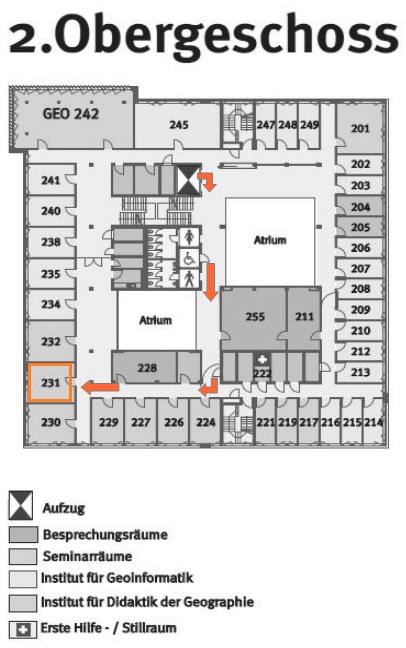 2.Obergeschoss
GEO 242
245
247 248 249
201
202
203
241
204
240
205
Atrium
238
206
235
207
208
234
Atrium
255
211
209
232
210
212
228
222
213
231
230
229
227
226
224
221 219 217 216 215 214
Aufzug
Besprechungsräume
Seminarräume
Institut für Geoinformatik
Institut für Didaktik der Geographie
Erste Hilfe - / Stillraum